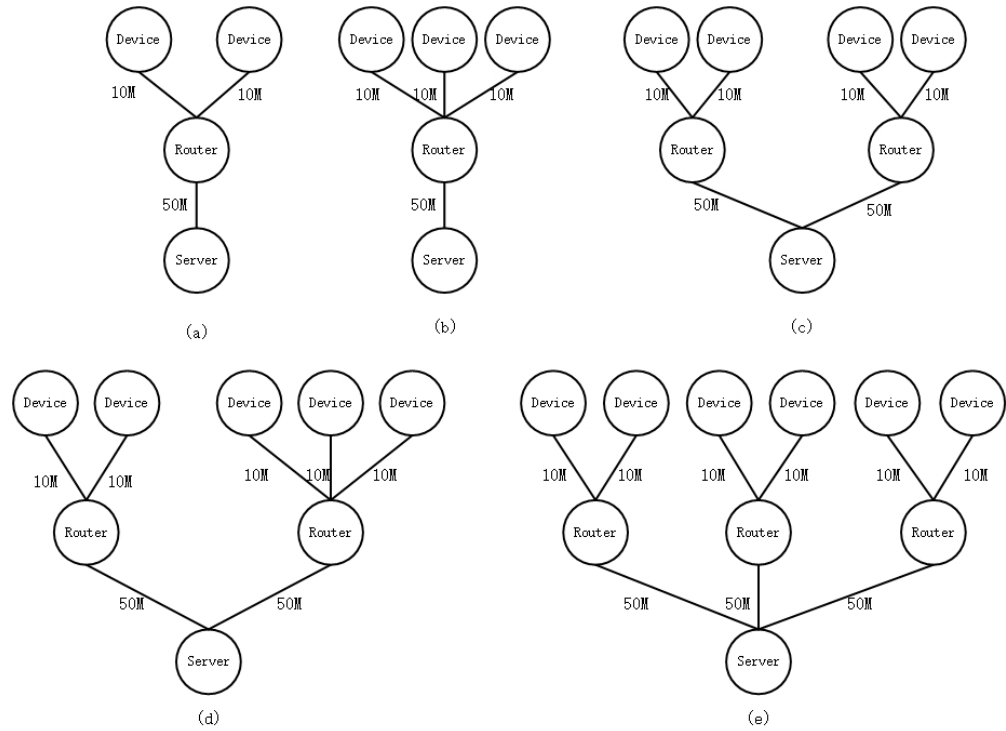 Device Device Device Device Device Device Device Device Device
10M 10M 10M 10M 10M 10M 10M 10M 10M
Router Router Router Router
50M 50M 50M 50M
Server Server Server
(a) (b) (c)
Device Device Device Device Device Device Device Device Device Device Device
10M 10M 10M 10M 10M 10M 10M 10M 10M 10M 10M
Router Router Router Router Router
50M 50M 50M 50M 50M
Server Server
(d) (e)